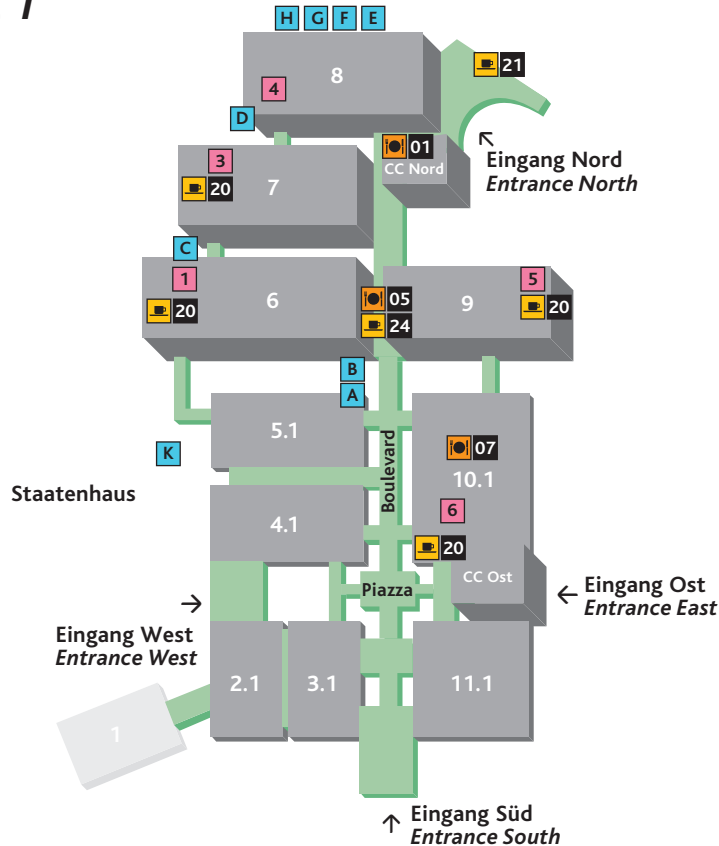 H G F E
21
8
4
D
01
CC Nord
Eingang Nord
Entrance North
3
20
7
C
1
20
6
05
24
9
5
20
B
A
5.1
Boulevard
07
10.1
K
Staatenhaus
4.1
6
20
CC Ost
Piazza
Eingang Ost
Entrance East
Eingang West
Entrance West
2.1
3.1
11.1
1
Eingang Süd
Entrance South